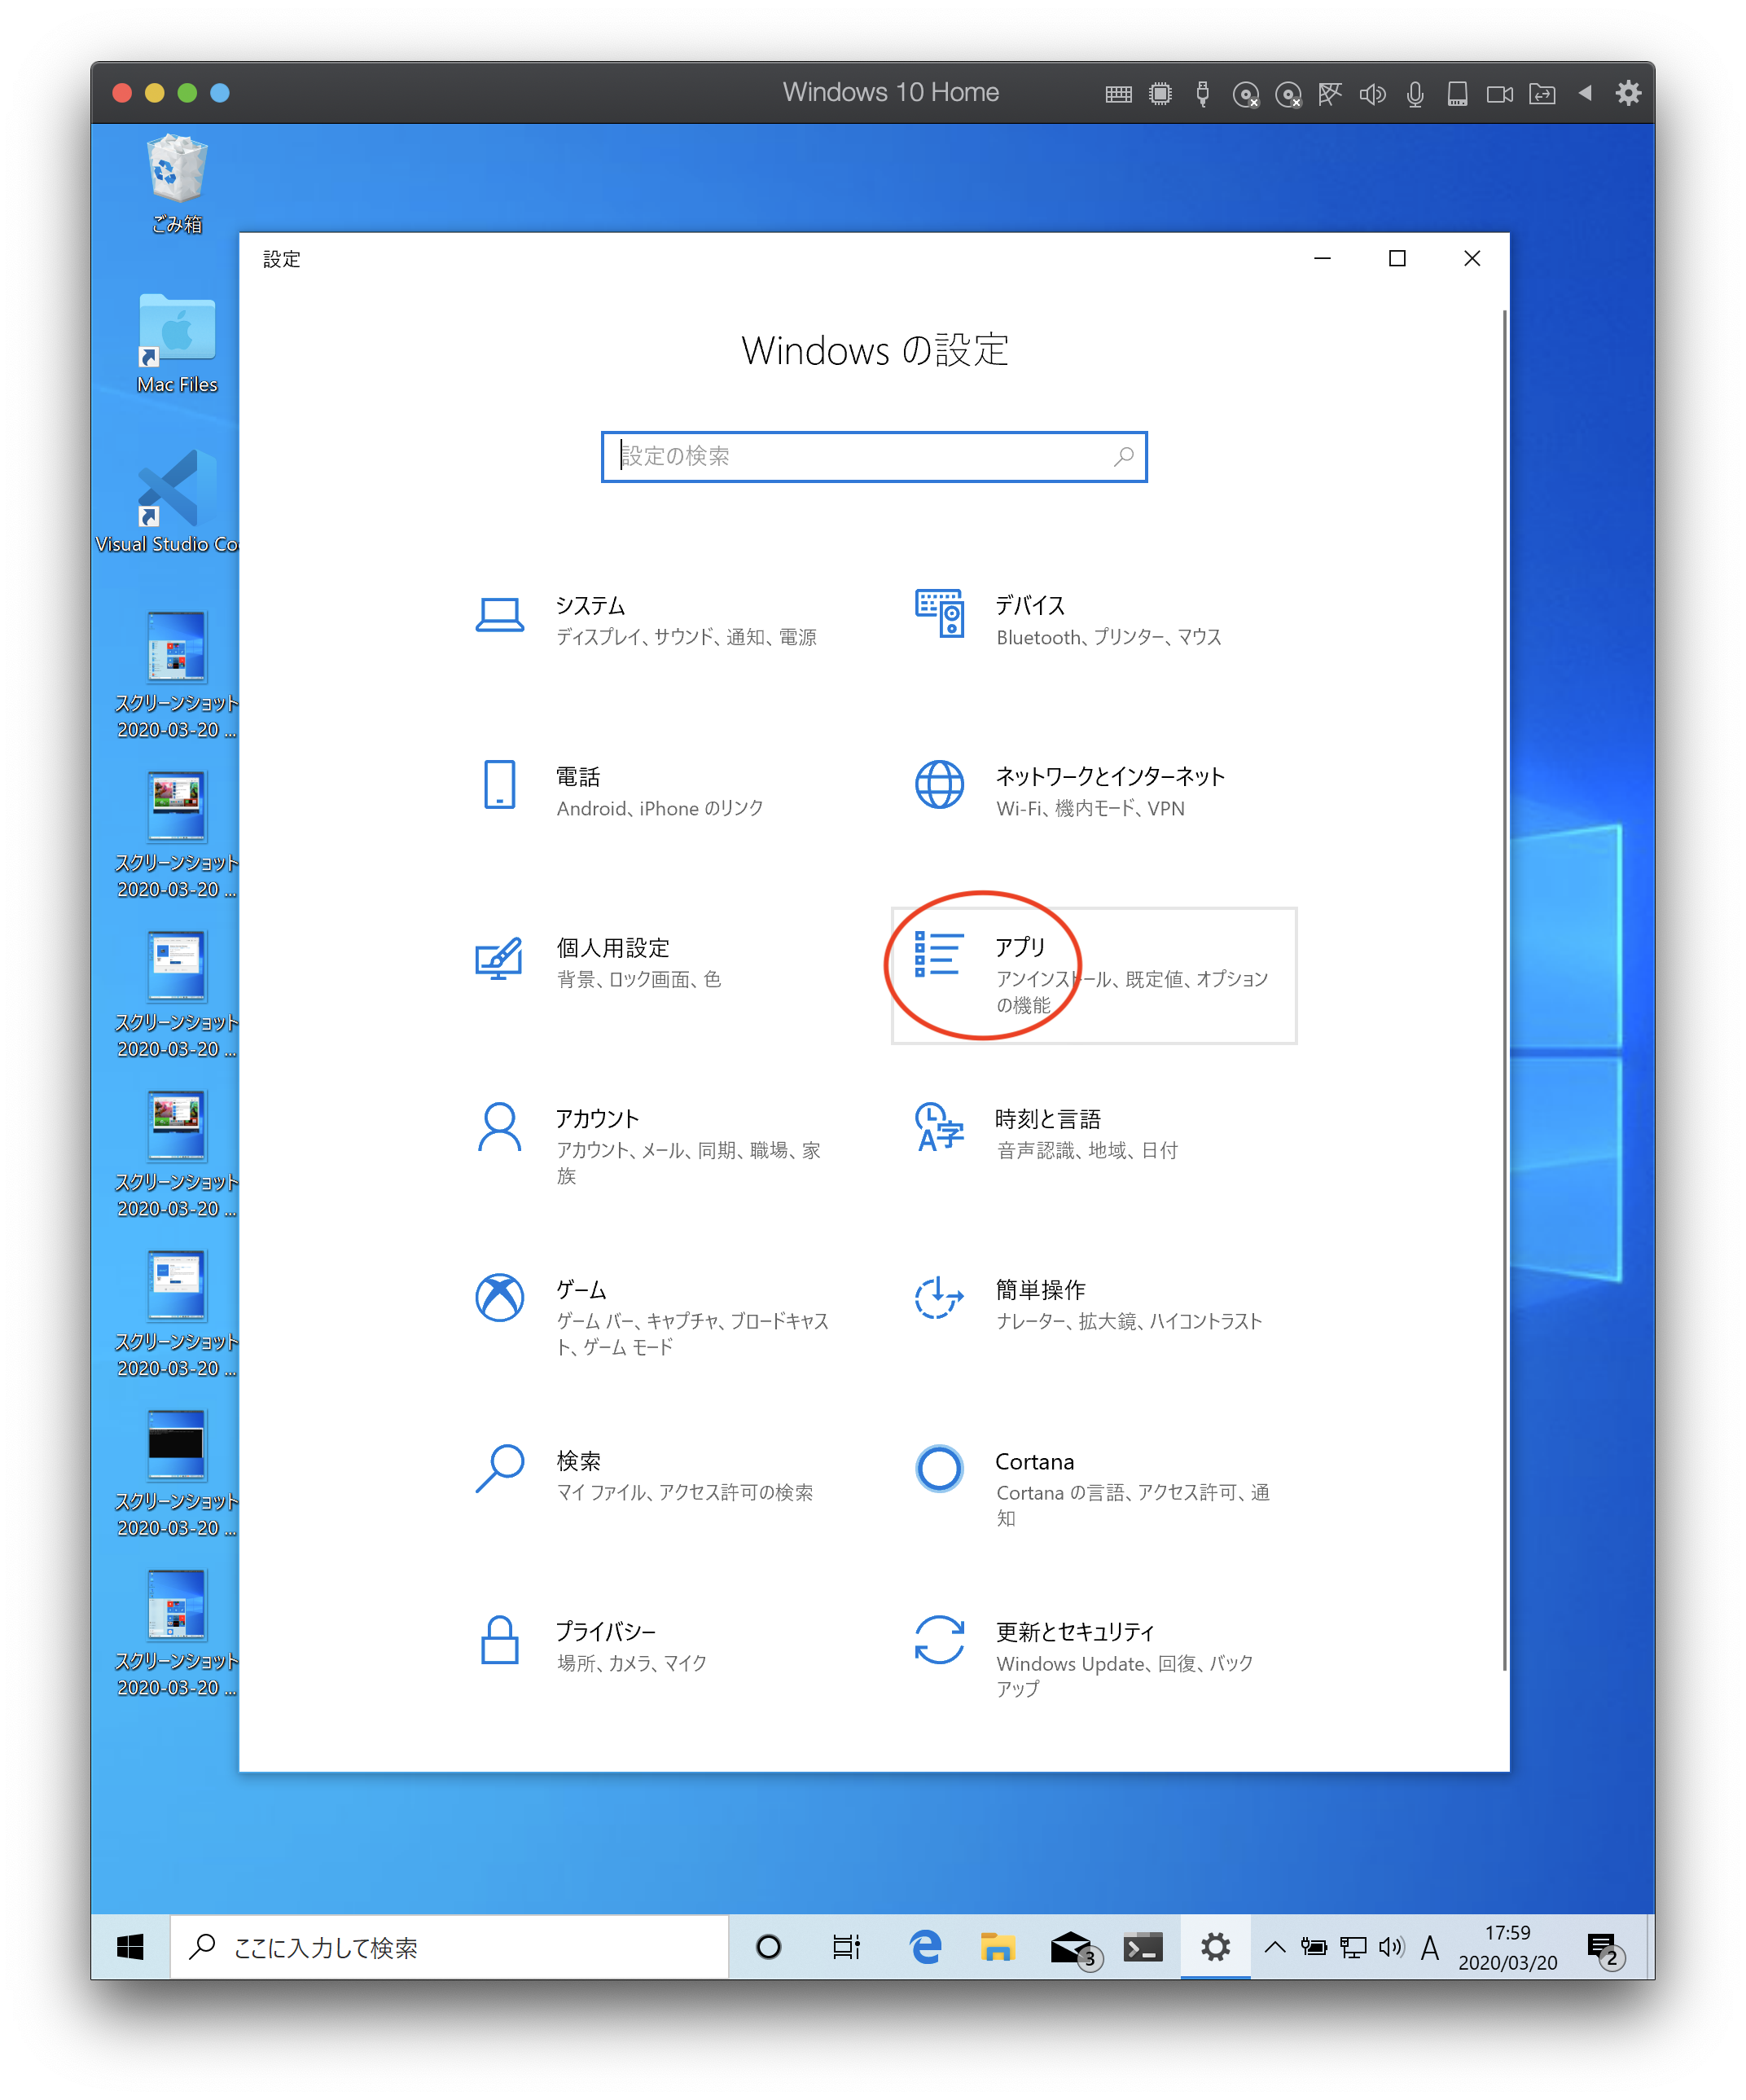 Windows 10 Home
ごみ箱
Mac Files
Visual Studio Co
スクリーンショット
2020-03-20 ...
スクリーンショット
2020-03-20 ...
スクリーンショット
2020-03-20 ...
スクリーンショット
2020-03-20 ...
スクリーンショット
2020-03-20 ...
スクリーンショット
2020-03-20 ...
スクリーンショット
2020-03-20 ...
設定
Windows の設定
設定の検索
システム
ディスプレイ、サウンド、通知、電源
デバイス
Bluetooth、プリンター、マウス
電話
Android、iPhone のリンク
ネットワークとインターネット
Wi-Fi、機内モード、VPN
個人用設定
背景、ロック画面、色
アプリ
アンインストール、既定値、オプション
の機能
アカウント
アカウント、メール、同期、職場、家
族
時刻と言語
音声認識、地域、日付
ゲーム
ゲーム バー、キャプチャ、ブロードキャス
ト、ゲーム モード
簡単操作
ナレーター、拡大鏡、ハイコントラスト
検索
マイ ファイル、アクセス許可の検索
Cortana
Cortana の言語、アクセス許可、通
知
プライバシー
場所、カメラ、マイク
更新とセキュリティ
Windows Update、回復、バック
アップ
ここに入力して検索
3
A
17:59
2020/03/20
2